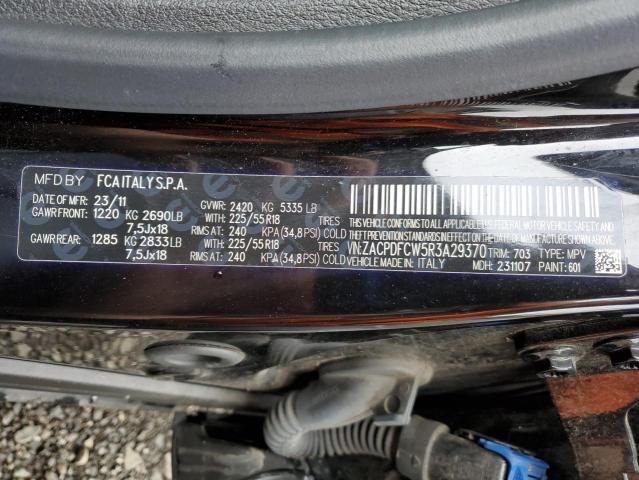 MFD BY FCA ITALY S.P.A.
DATE OF MFR: 23/11 GVWR: 2420 KG 5335 LB
GAWR FRONT: 1220 KG 2690LB WITH: 225/55R18 TIRES
7,5Jx18 RIMS AT: 240 KPA (34,8PSI) COLD
GAWR REAR: 1285 KG 2833LB WITH: 225/55R18 TIRES
7,5Jx18 RIMS AT: 240 KPA (34,8PSI) COLD
THIS VEHICLE CONFORMS TO ALL APPLICABLE U.S. FEDERAL MOTOR VEHICLE
SAFETY, BUMPER, AND THEFT PREVENTION STANDARDS IN EFFECT ON THE DATE OF MANUFACTURE SHOWN ABOVE
VIN: ZACPDFCW5R3A29370 TRIM: 703 TYPE: MPV
VEHICLE MADE IN: ITALY MDH: 231107 PAINT: 601